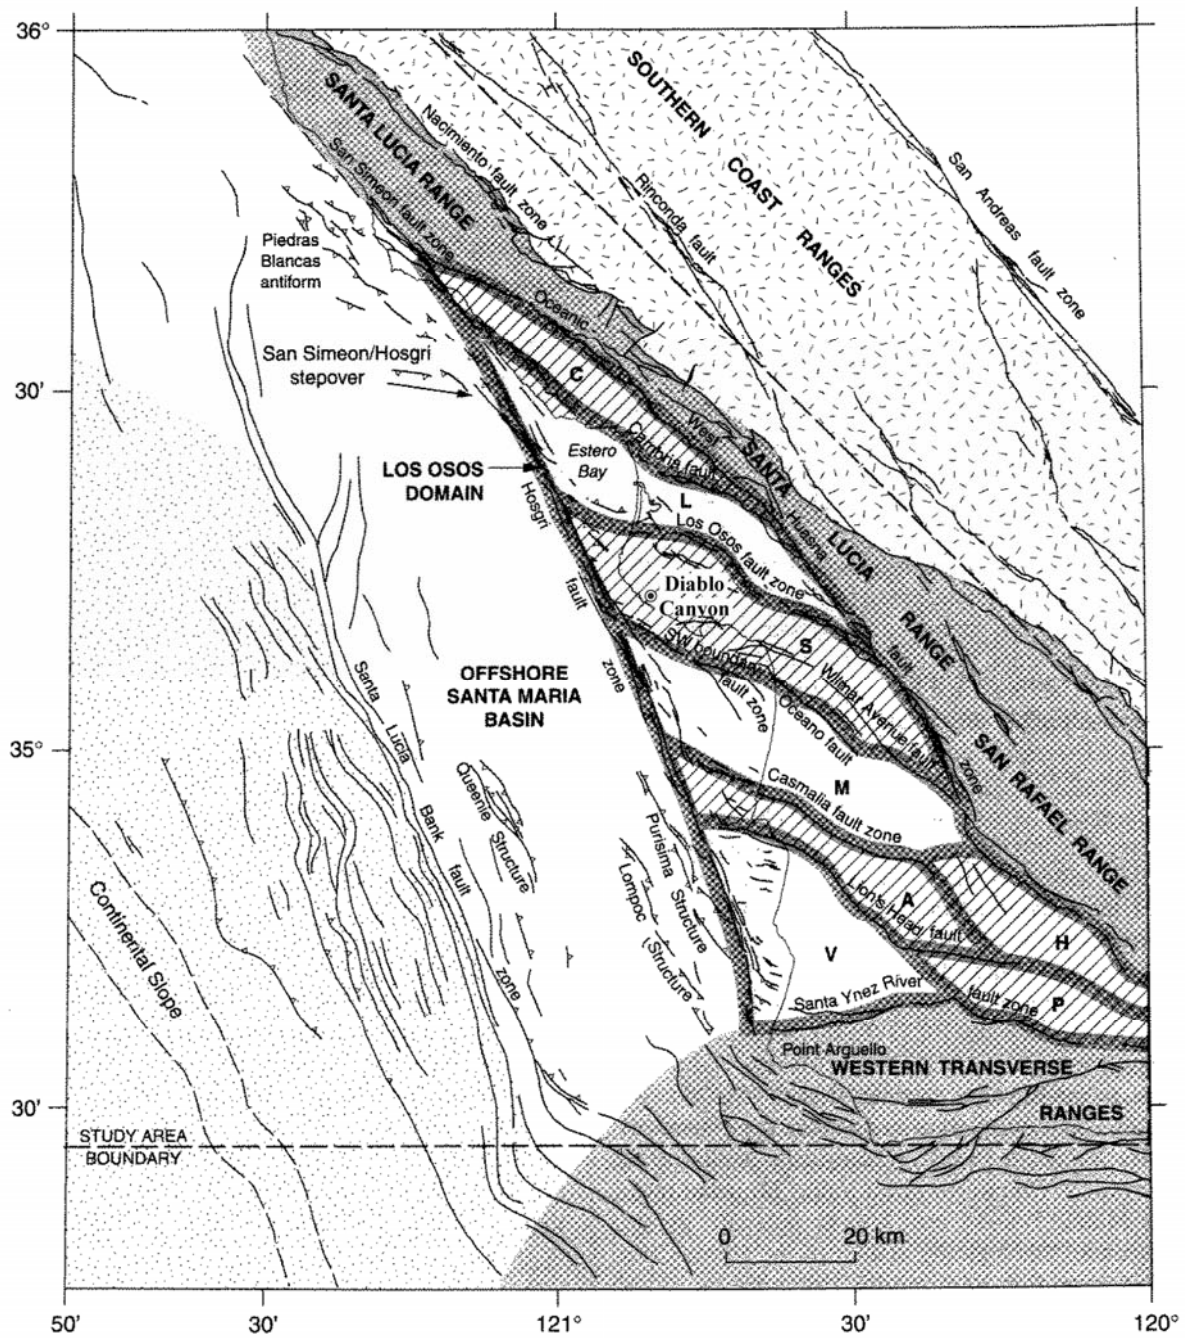 36°
SOUTHERN
COAST
RANGES
San Andreas fault zone
SANTA LUCIA RANGE
Nacimiento fault zone
San Simeon fault zone
Rinconda fault
Piedras
Blancas
antiform
San Simeon/Hosgri
stepover
Oceanic
30'
C
West
Cambria fault
Huasna
fault
zone
SANTA
LUCIA
RANGE
Estero
Bay
LOS OSOS
DOMAIN
Hosgri
fault
zone
L
Los Osos fault zone
Diablo
Canyon
S
SW boundary
fault zone
Wilmar Avenue fault
Oceano fault
OFFSHORE
SANTA MARIA
BASIN
35°
SAN RAFAEL RANGE
M
Casmalia fault zone
Santa
Lucia
Bank
fault
zone
Queenie
Structure
Purisima
Structure
Lompoc
Structure
Continental Slope
A
Lion's Head fault
H
V
Santa Ynez River
fault zone
P
Point Arguello
WESTERN TRANSVERSE
RANGES
30'
STUDY AREA
BOUNDARY
0 20 km
50' 30' 121° 30' 120°